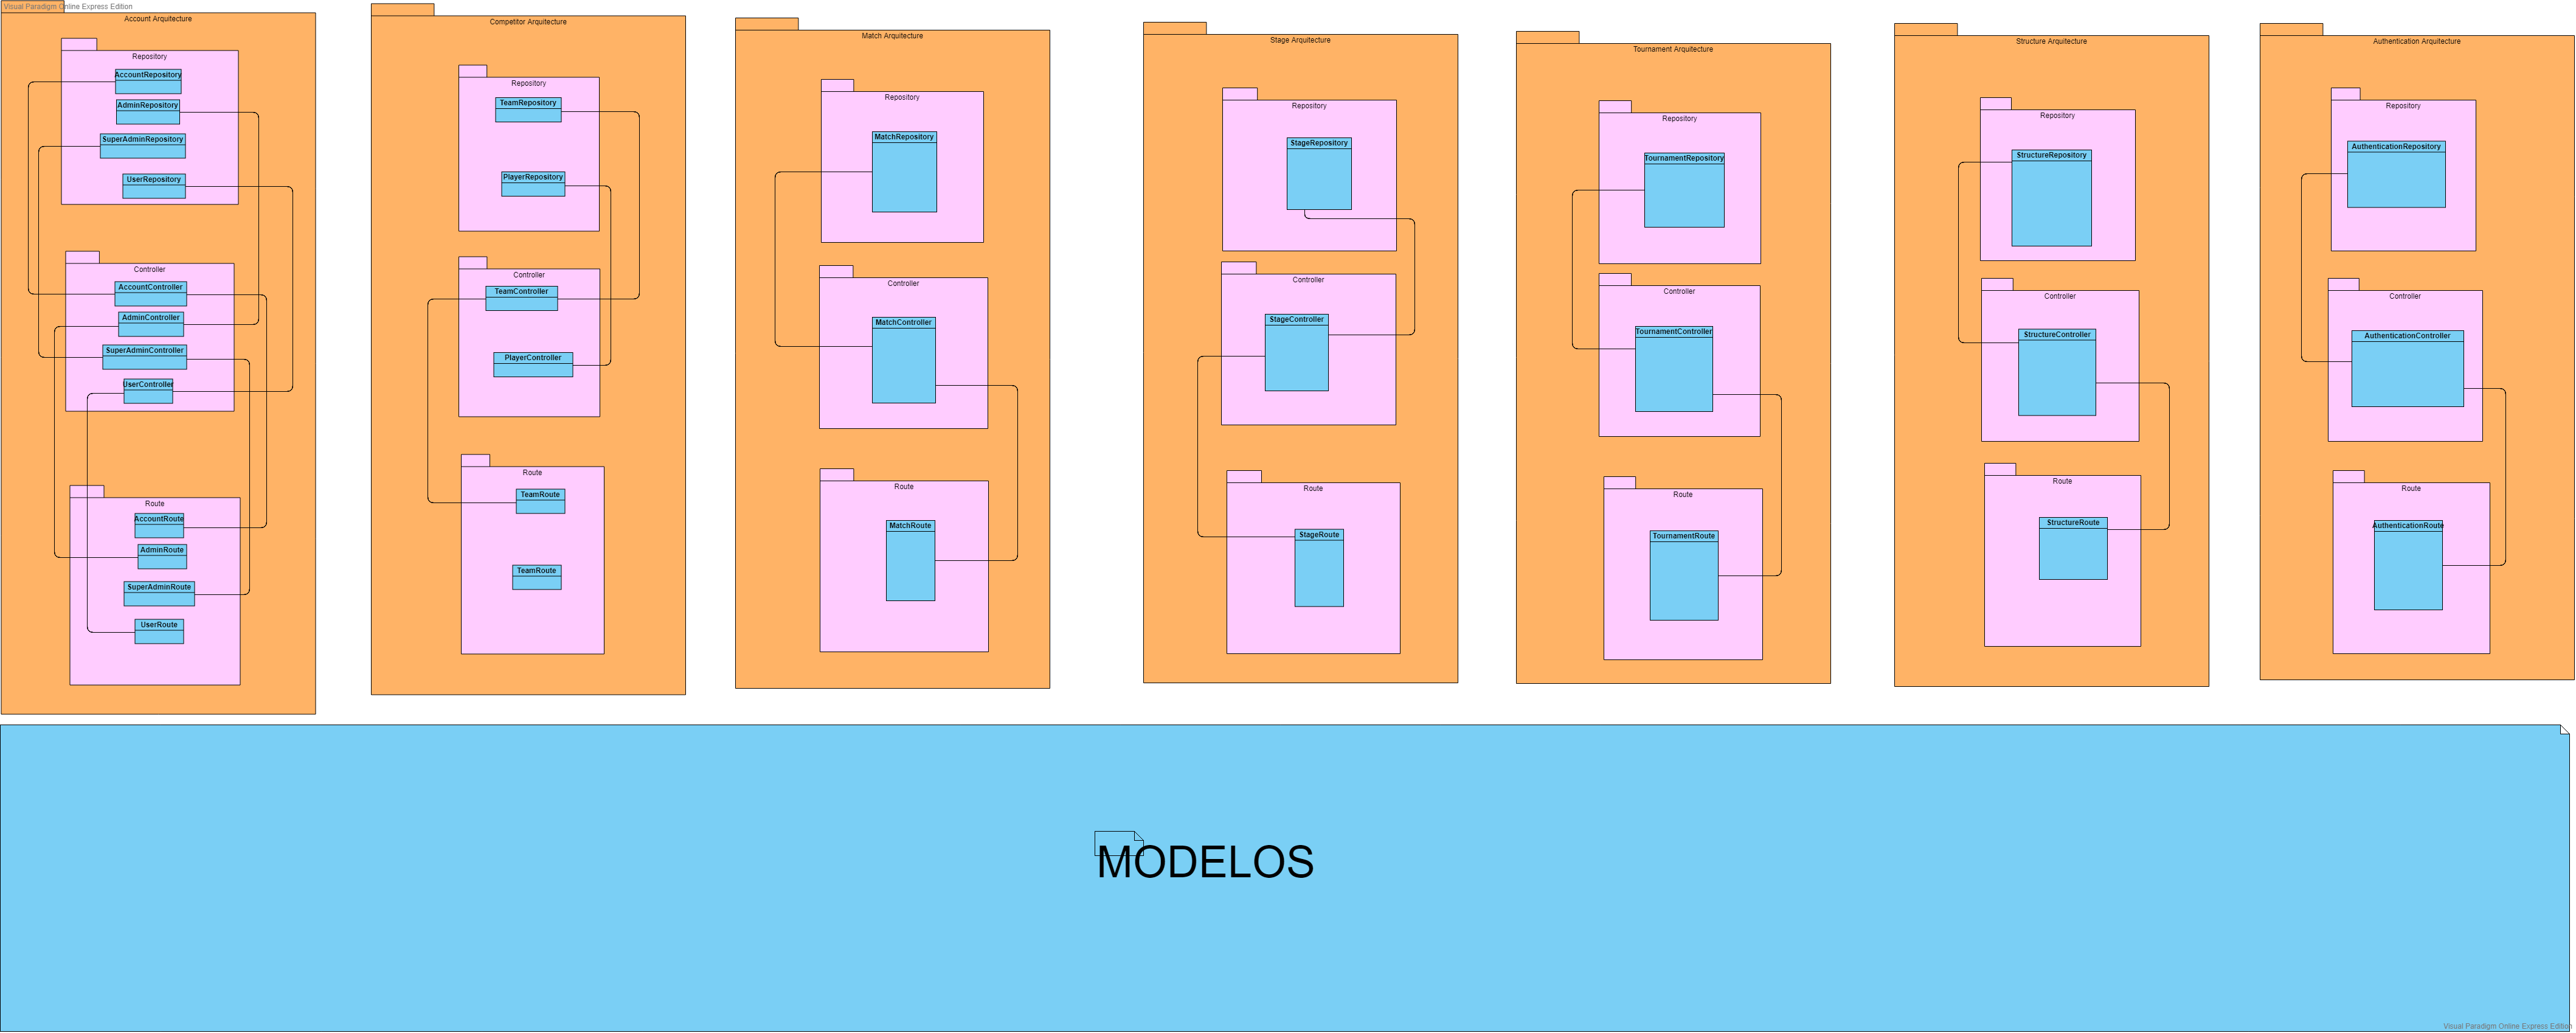 Visual Paradigm Online Express Edition
Account Arquitecture
Repository
AccountRepository
AdminRepository
SuperAdminRepository
UserRepository
Controller
AccountController
AdminController
SuperAdminController
UserController
Route
AccountRoute
AdminRoute
SuperAdminRoute
UserRoute
Competitor Arquitecture
Repository
TeamRepository
PlayerRepository
Controller
TeamController
PlayerController
Route
TeamRoute
TeamRoute
Match Arquitecture
Repository
MatchRepository
Controller
MatchController
Route
MatchRoute
Stage Arquitecture
Repository
StageRepository
Controller
StageController
Route
StageRoute
Tournament Arquitecture
Repository
TournamentRepository
Controller
TournamentController
Route
TournamentRoute
Structure Arquitecture
Repository
StructureRepository
Controller
StructureController
Route
StructureRoute
Authentication Arquitecture
Repository
AuthenticationRepository
Controller
AuthenticationController
Route
AuthenticationRoute
MODELOS
Visual Paradigm Online Express Edition